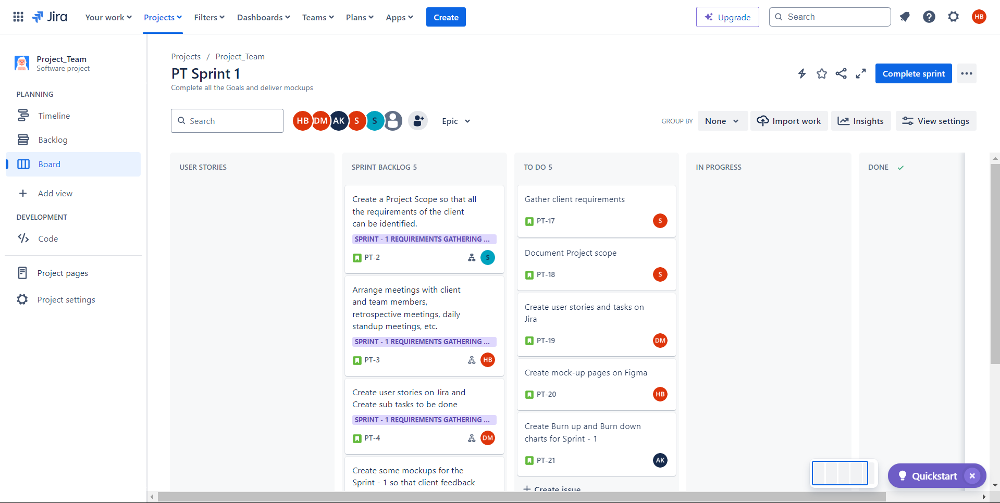 Jira
Your work
Projects
Filters
Dashboards
Teams
Plans
Apps
Create
Upgrade
Search
HB
Project_Team
Software project
PLANNING
Timeline
Backlog
Board
Add view
DEVELOPMENT
Code
Project pages
Project settings
Projects / Project_Team
PT Sprint 1
Complete all the Goals and deliver mockups
Complete sprint
Search
HB DM AK S S
Epic
GROUP BY
None
Import work
Insights
View settings
USER STORIES
SPRINT BACKLOG 5
Create a Project Scope so that all
the requirements of the client
can be identified.
SPRINT - 1 REQUIREMENTS GATHERING ...
PT-2
S
Arrange meetings with client
and team members,
retrospective meetings, daily
standup meetings, etc.
SPRINT - 1 REQUIREMENTS GATHERING ...
PT-3
HB
Create user stories on Jira and
Create sub tasks to be done
SPRINT - 1 REQUIREMENTS GATHERING ...
PT-4
DM
Create some mockups for the
Sprint - 1 so that client feedback
TO DO 5
Gather client requirements
PT-17
S
Document Project scope
PT-18
S
Create user stories and tasks on
Jira
PT-19
DM
Create mock-up pages on Figma
PT-20
HB
Create Burn up and Burn down
charts for Sprint - 1
PT-21
AK
Create issue
IN PROGRESS
DONE
Quickstart